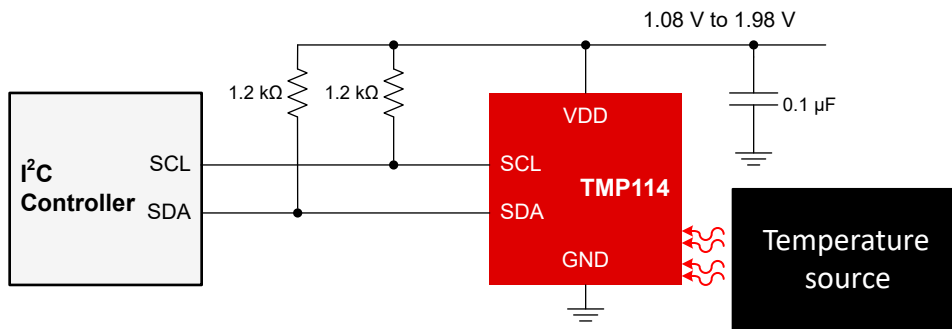 1.08 V to 1.98 V
1.2 kΩ
1.2 kΩ
0.1 µF
I²C
Controller
SCL
SDA
VDD
SCL
TMP114
SDA
GND
Temperature
source